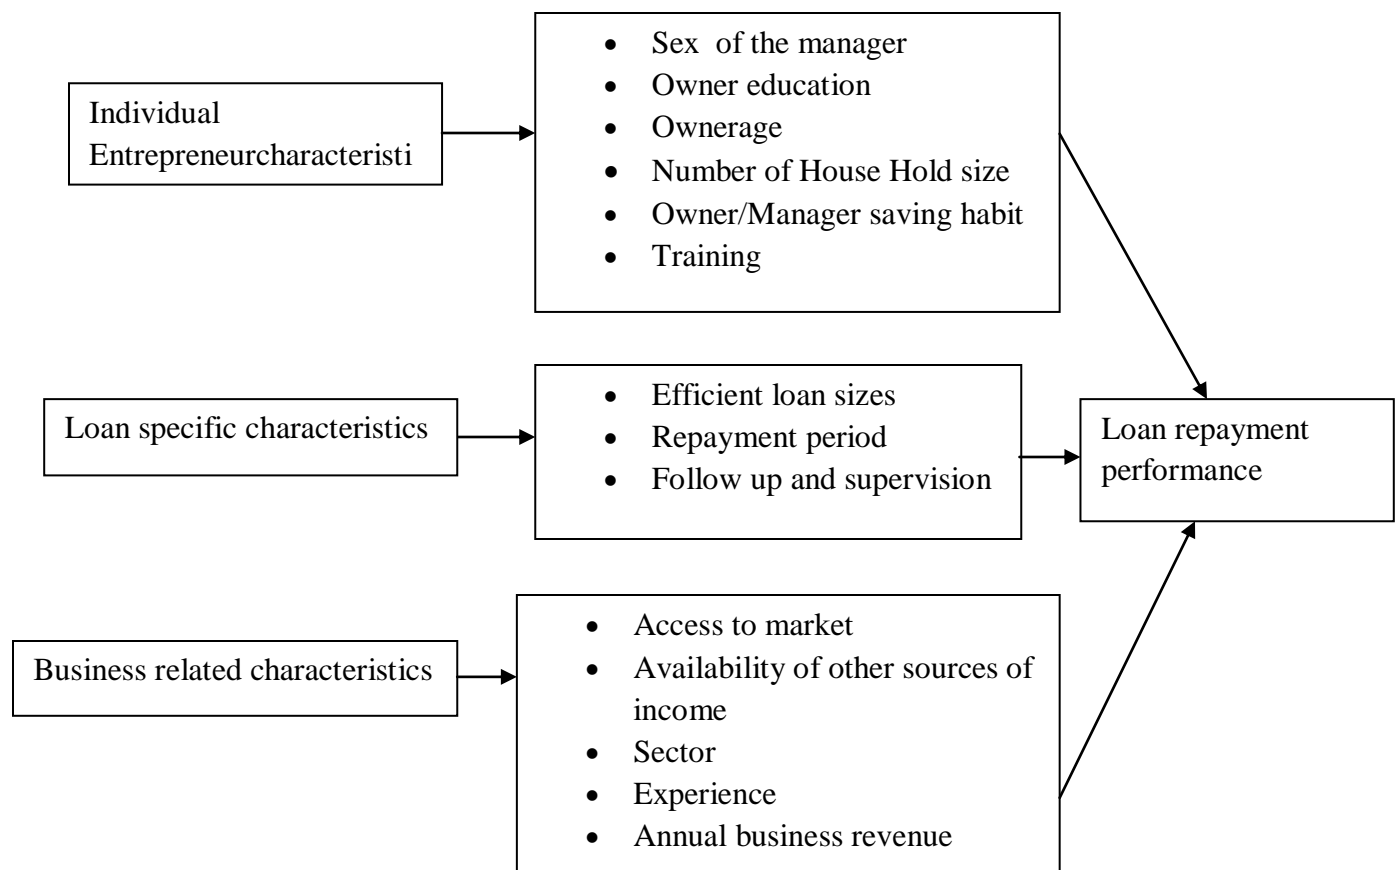 Individual
Entrepreneurcharacteristi
• Sex of the manager
• Owner education
• Ownerage
• Number of House Hold size
• Owner/Manager saving habit
• Training
Loan specific characteristics
• Efficient loan sizes
• Repayment period
• Follow up and supervision
Loan repayment
performance
Business related characteristics
• Access to market
• Availability of other sources of
income
• Sector
• Experience
• Annual business revenue